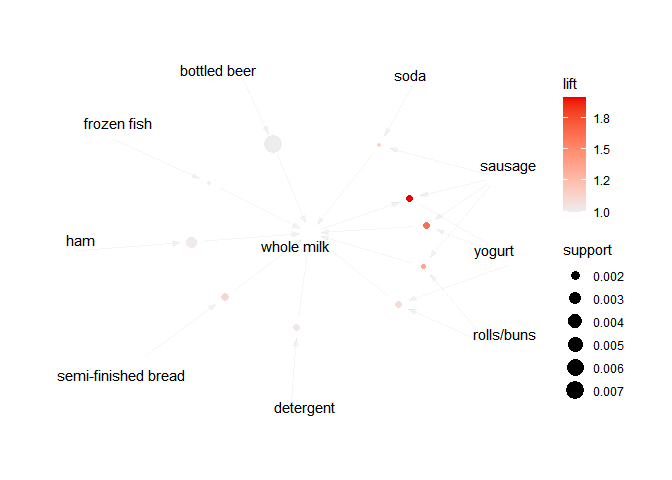 bottled beer
soda
frozen fish
sausage
ham
whole milk
yogurt
rolls/buns
semi-finished bread
detergent
lift
1.8
1.5
1.2
1.0
support
0.002
0.003
0.004
0.005
0.006
0.007